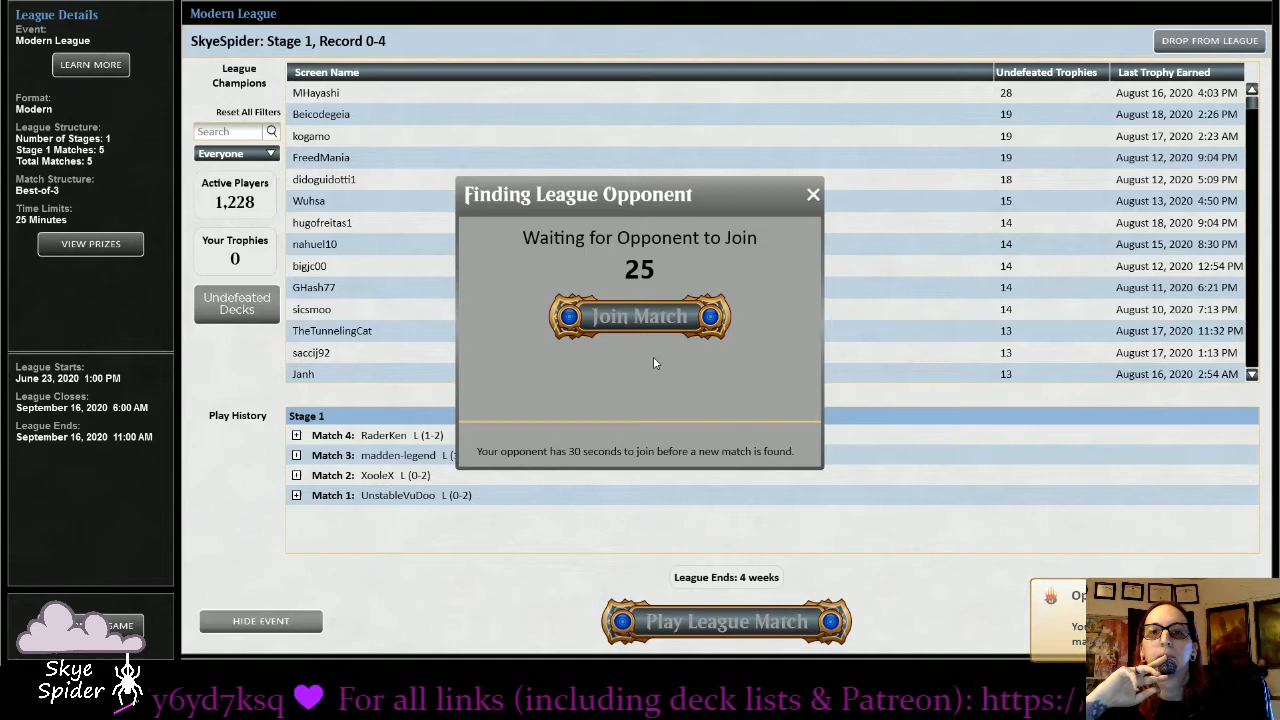 League Details
Event:
Modern League
LEARN MORE
Format:
Modern
League Structure:
Number of Stages: 1
Stage 1 Matches: 5
Total Matches: 5
Match Structure:
Best-of-3
Time Limits:
25 Minutes
VIEW PRIZES
League Starts:
June 23, 2020 1:00 PM
League Closes:
September 16, 2020 6:00 AM
League Ends:
September 16, 2020 11:00 AM
GAME
Skye
Spider
Modern League
SkyeSpider: Stage 1, Record 0-4
DROP FROM LEAGUE
League
Champions
Reset All Filters
Search
Everyone
Active Players
1,228
Your Trophies
0
Undefeated
Decks
Screen Name Undefeated Trophies Last Trophy Earned
MHayashi 28 August 16, 2020 4:03 PM
Beicodegeia 19 August 18, 2020 2:26 PM
kogamo 19 August 17, 2020 2:23 AM
FreedMania 19 August 12, 2020 9:04 PM
didoguidotti1 18 August 12, 2020 5:09 PM
Wuhsa 15 August 13, 2020 4:50 PM
hugofreitas1 14 August 18, 2020 9:04 PM
nahuel10 14 August 15, 2020 8:30 PM
bigjc00 14 August 12, 2020 12:54 PM
GHash77 14 August 11, 2020 6:21 PM
sicsmoo 14 August 10, 2020 7:13 PM
TheTunnelingCat 13 August 17, 2020 11:32 PM
saccij92 13 August 17, 2020 1:13 PM
Janh 13 August 16, 2020 2:54 AM
Finding League Opponent
Waiting for Opponent to Join
25
Join Match
Your opponent has 30 seconds to join before a new match is found.
Play History
Stage 1
Match 4: RaderKen L (1-2)
Match 3: madden-legend L (
Match 2: XooleX L (0-2)
Match 1: UnstableVuDoo L (0-2)
League Ends: 4 weeks
HIDE EVENT
Play League Match
Op
You
ma
y6yd7ksq 💜 For all links (including deck lists & Patreon): https:/